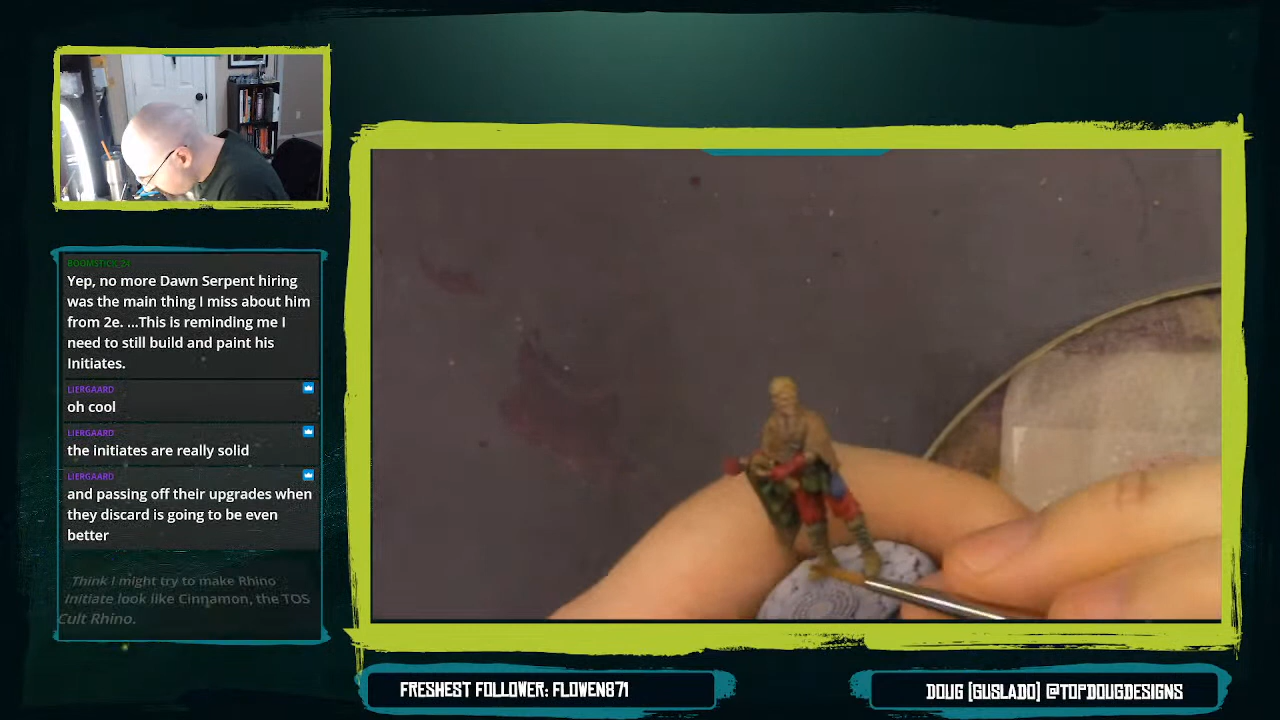 BOOMSTICK_24
Yep, no more Dawn Serpent hiring
was the main thing I miss about him
from 2e. ...This is reminding me I
need to still build and paint his
Initiates.
LIERGAARD
oh cool
LIERGAARD
the initiates are really solid
LIERGAARD
and passing off their upgrades when
they discard is going to be even
better
Think I might try to make Rhino
Initiate look like Cinnamon, the TOS
Cult Rhino.
FRESHEST FOLLOWER: FLOWEN871
DOUG [GUSLADO] @TOPDOUGDESIGNS